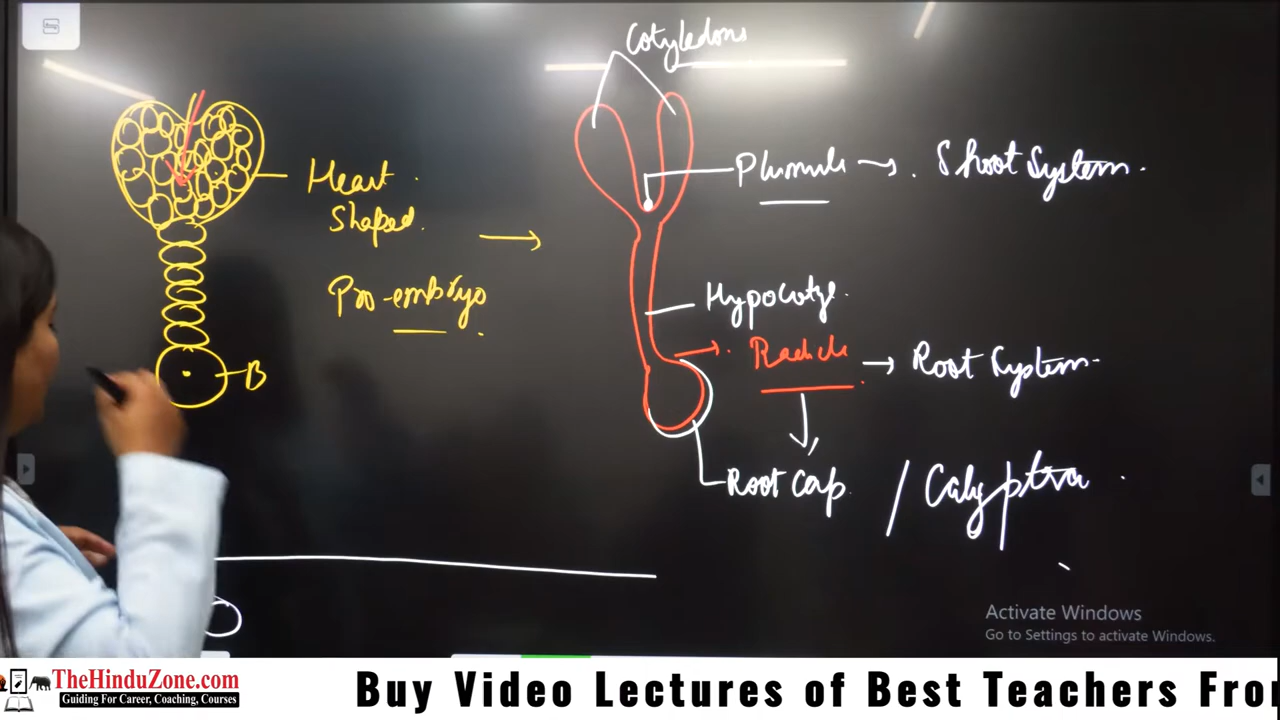 Cotyledons
Plumule → Shoot System.
Heart
Shaped.
Pro-embryo.
Hypocotyl.
Radicle → Root System.
B
Root Cap / Calyptra.
Activate Windows
Go to Settings to activate Windows.
TheHinduZone.com
Guiding For Career, Coaching, Courses
Buy Video Lectures of Best Teachers From